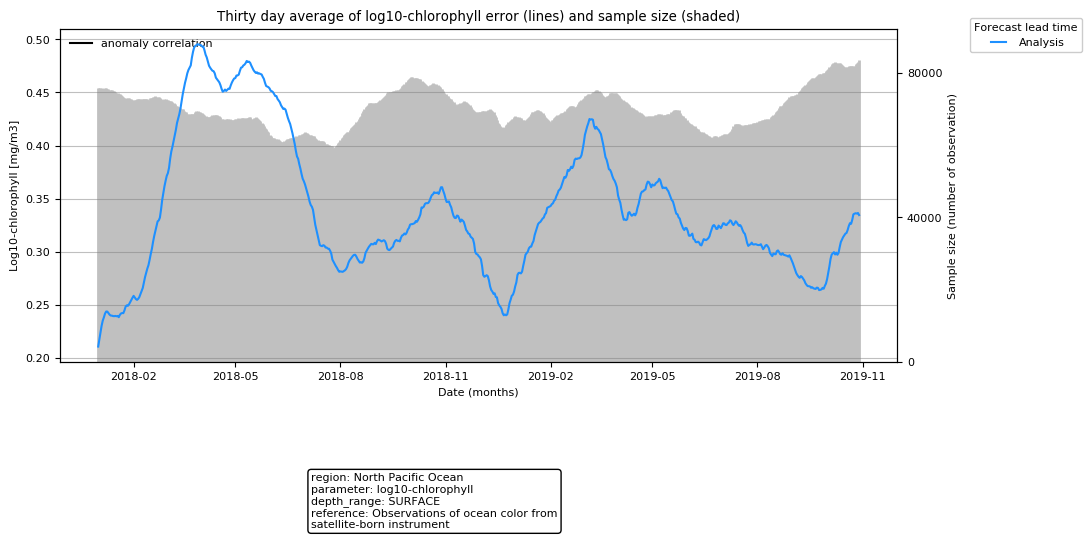 Thirty day average of log10-chlorophyll error (lines) and sample size (shaded)
Forecast lead time
Analysis
anomaly correlation
0.50
0.45
0.40
0.35
0.30
0.25
0.20
Log10-chlorophyll [mg/m3]
80000
40000
0
Sample size (number of observation)
2018-02 2018-05 2018-08 2018-11 2019-02 2019-05 2019-08 2019-11
Date (months)
region: North Pacific Ocean
parameter: log10-chlorophyll
depth_range: SURFACE
reference: Observations of ocean color from
satellite-born instrument